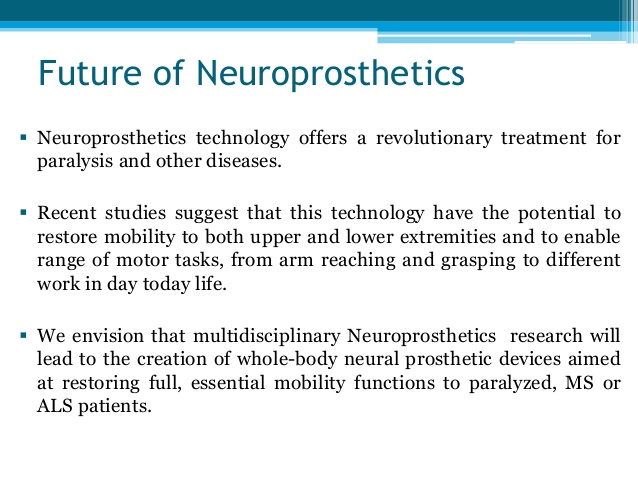 Future of Neuroprosthetics
▪ Neuroprosthetics technology offers a revolutionary treatment for
paralysis and other diseases.
▪ Recent studies suggest that this technology have the potential to
restore mobility to both upper and lower extremities and to enable
range of motor tasks, from arm reaching and grasping to different
work in day today life.
▪ We envision that multidisciplinary Neuroprosthetics research will
lead to the creation of whole-body neural prosthetic devices aimed
at restoring full, essential mobility functions to paralyzed, MS or
ALS patients.